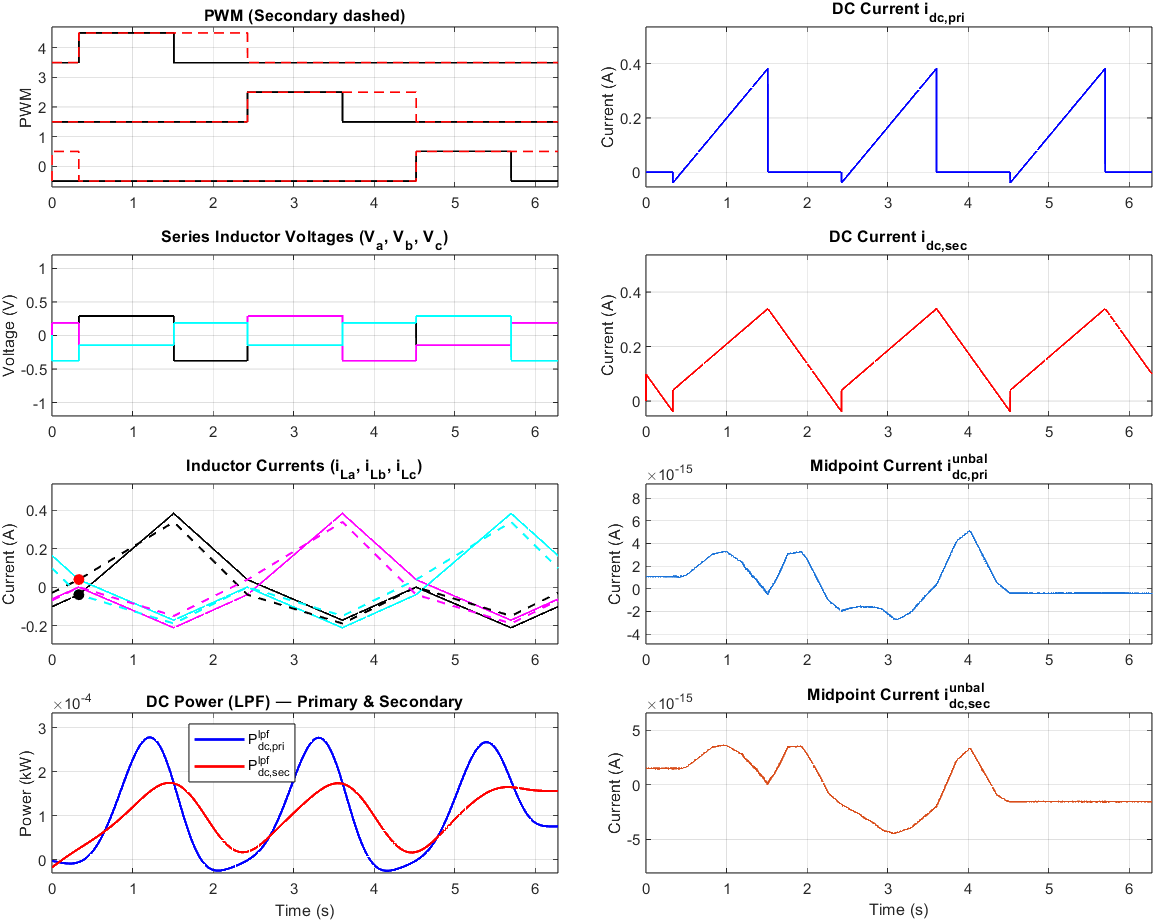 PWM (Secondary dashed)
PWM
4
3
2
1
0
0 1 2 3 4 5 6
DC Current i_dc,pri
Current (A)
0.4
0.2
0
0 1 2 3 4 5 6
Series Inductor Voltages (V_a, V_b, V_c)
Voltage (V)
1
0.5
0
-0.5
-1
0 1 2 3 4 5 6
DC Current i_dc,sec
Current (A)
0.4
0.2
0
0 1 2 3 4 5 6
Inductor Currents (i_La, i_Lb, i_Lc)
Current (A)
0.4
0.2
0
-0.2
0 1 2 3 4 5 6
Midpoint Current i_dc,pri^unbal
×10^-15
Current (A)
8
6
4
2
0
-2
-4
0 1 2 3 4 5 6
DC Power (LPF) — Primary & Secondary
×10^-4
Power (kW)
3
2
1
0
P_dc,pri^lpf
P_dc,sec^lpf
0 1 2 3 4 5 6
Time (s)
Midpoint Current i_dc,sec^unbal
×10^-15
Current (A)
5
0
-5
0 1 2 3 4 5 6
Time (s)